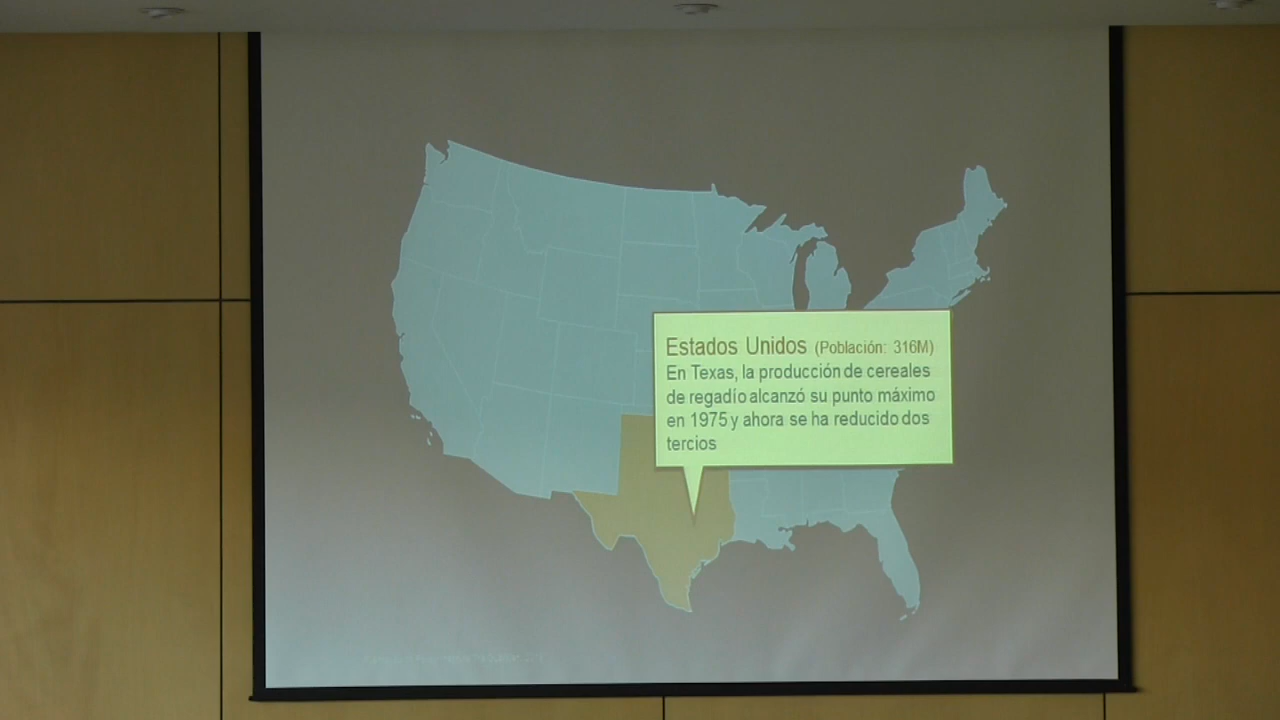 Estados Unidos (Población: 316M)
En Texas, la producción de cereales
de regadío alcanzó su punto máximo
en 1975 y ahora se ha reducido dos
tercios